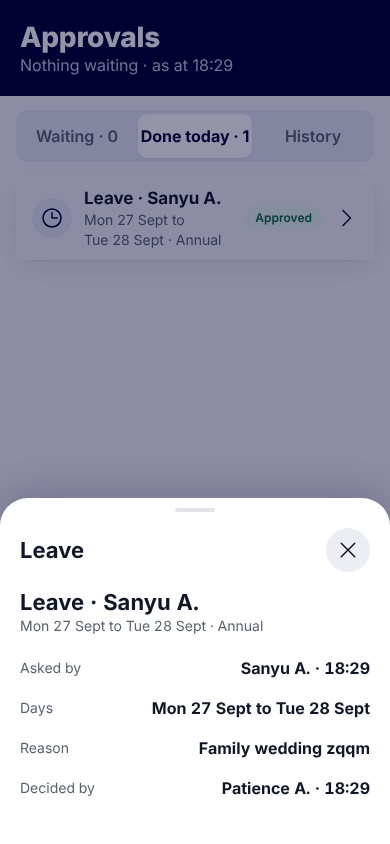 Approvals
Nothing waiting · as at 18:29
Waiting · 0
Done today · 1
History
Leave · Sanyu A.
Mon 27 Sept to
Tue 28 Sept · Annual
Approved
Leave
Leave · Sanyu A.
Mon 27 Sept to Tue 28 Sept · Annual
Asked by
Sanyu A. · 18:29
Days
Mon 27 Sept to Tue 28 Sept
Reason
Family wedding zqqm
Decided by
Patience A. · 18:29